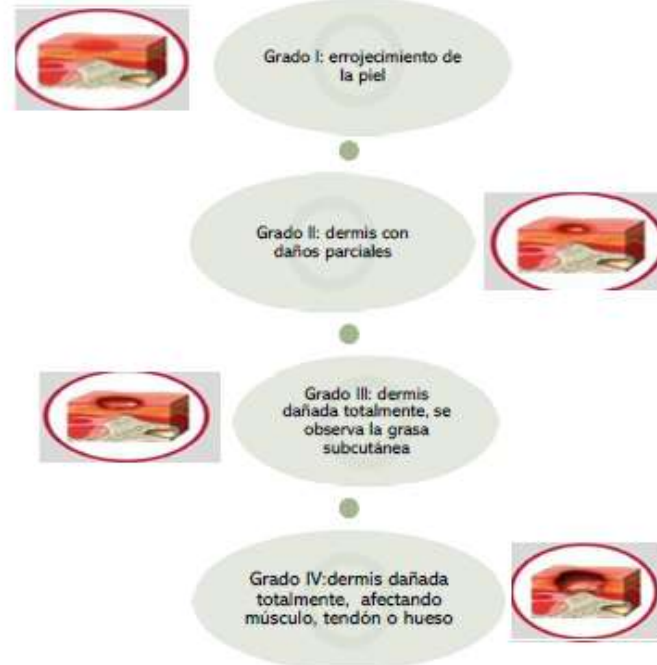 Grado I: errojecimiento de
la piel
Grado II: dermis con
daños parciales
Grado III: dermis
dañada totalmente, se
observa la grasa
subcutánea
Grado IV:dermis dañada
totalmente, afectando
músculo, tendón o hueso